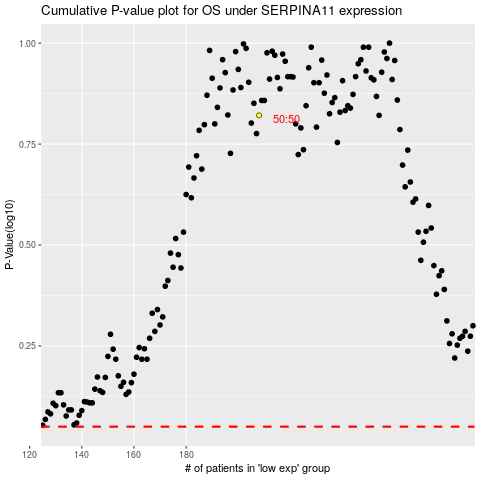 Cumulative P-value plot for OS under SERPINA11 expression
1.00
0.75
0.50
0.25
P-Value(log10)
50:50
120 140 160 180
# of patients in 'low exp' group